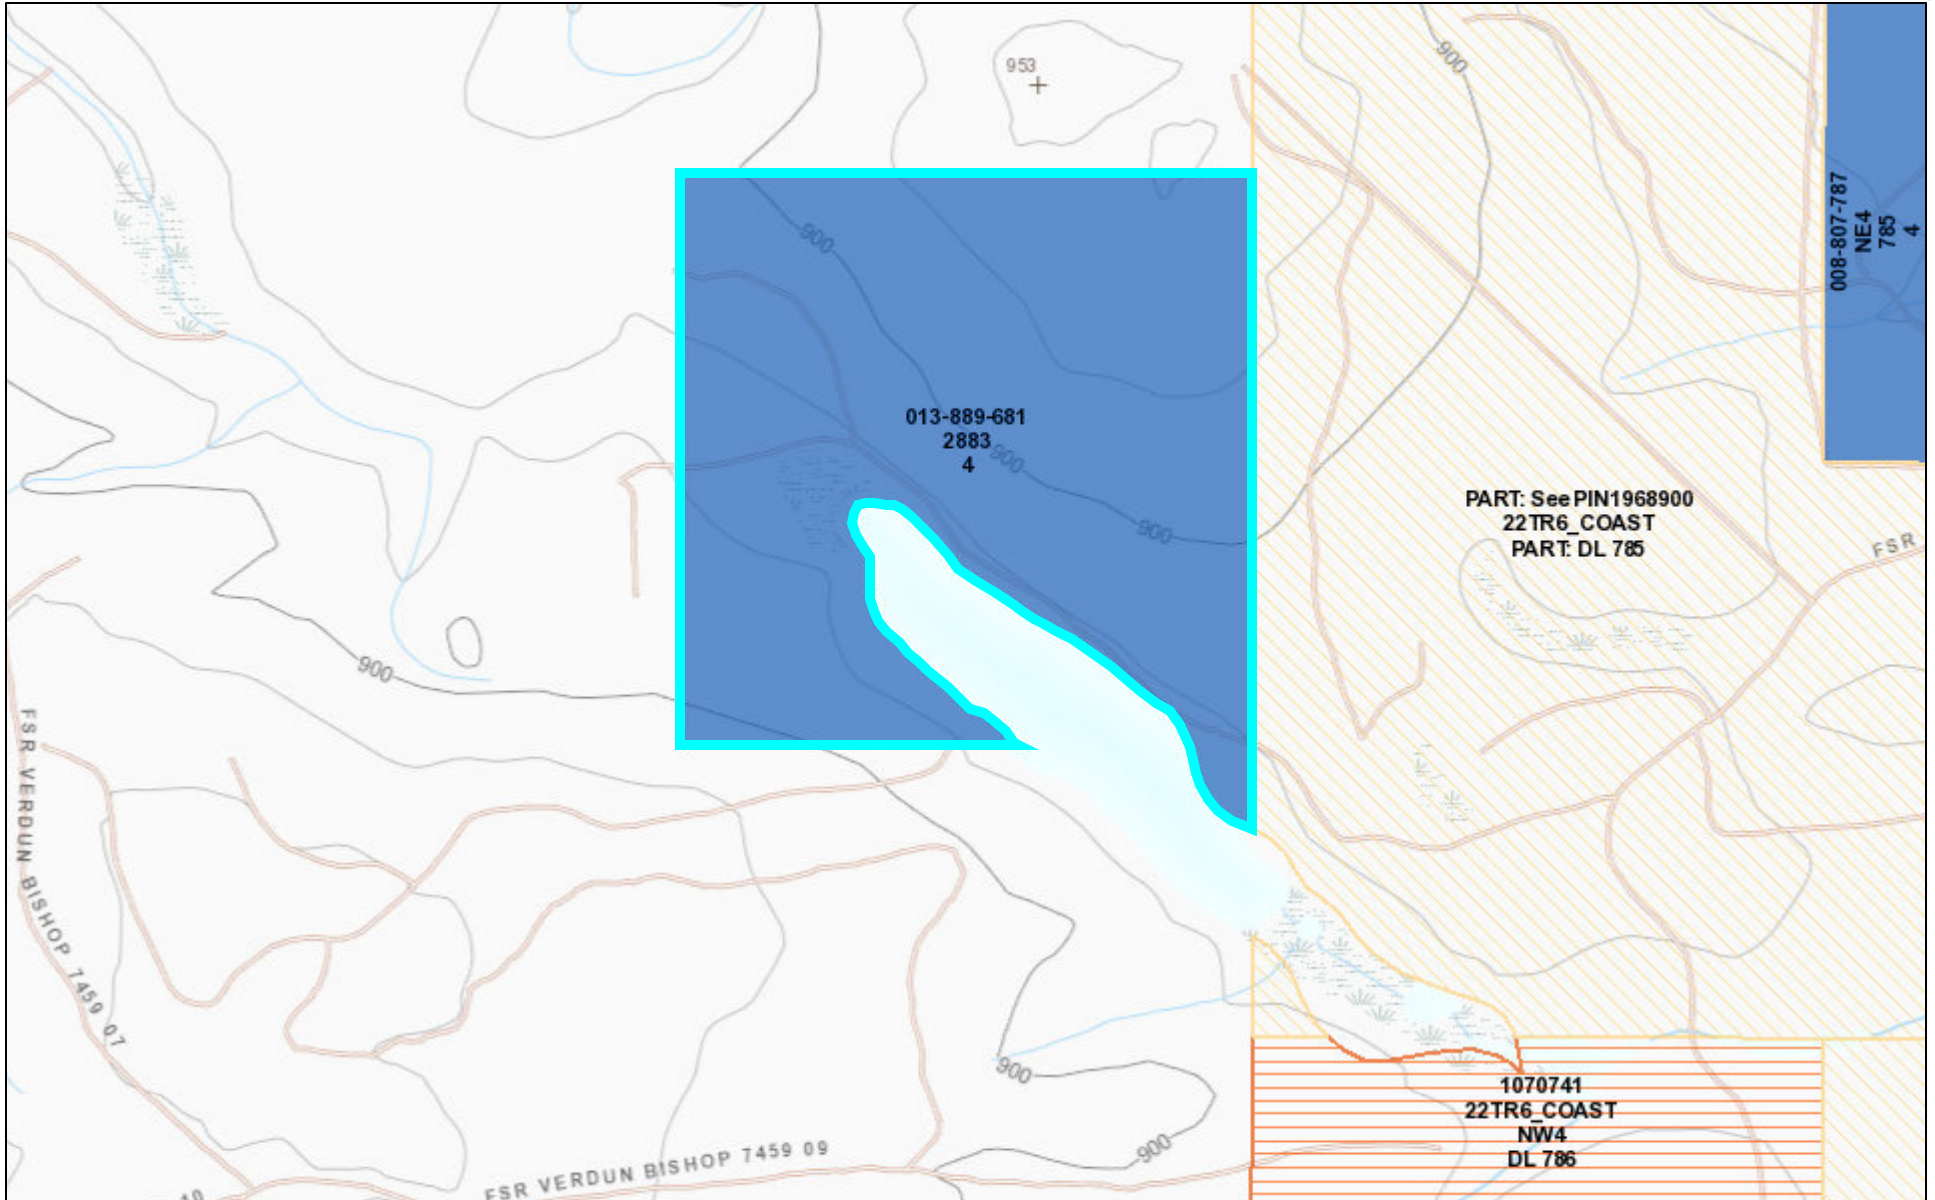 953
900
900
008-807-787
NE4
785
4
013-889-681
2883
4
900
900
PART: See PIN1968900
22TR6_COAST
PART: DL 785
FSR
900
FSR VERDUN BISHOP 7459 07
900
1070741
22TR6_COAST
NW4
DL 786
900
FSR VERDUN BISHOP 7459 09